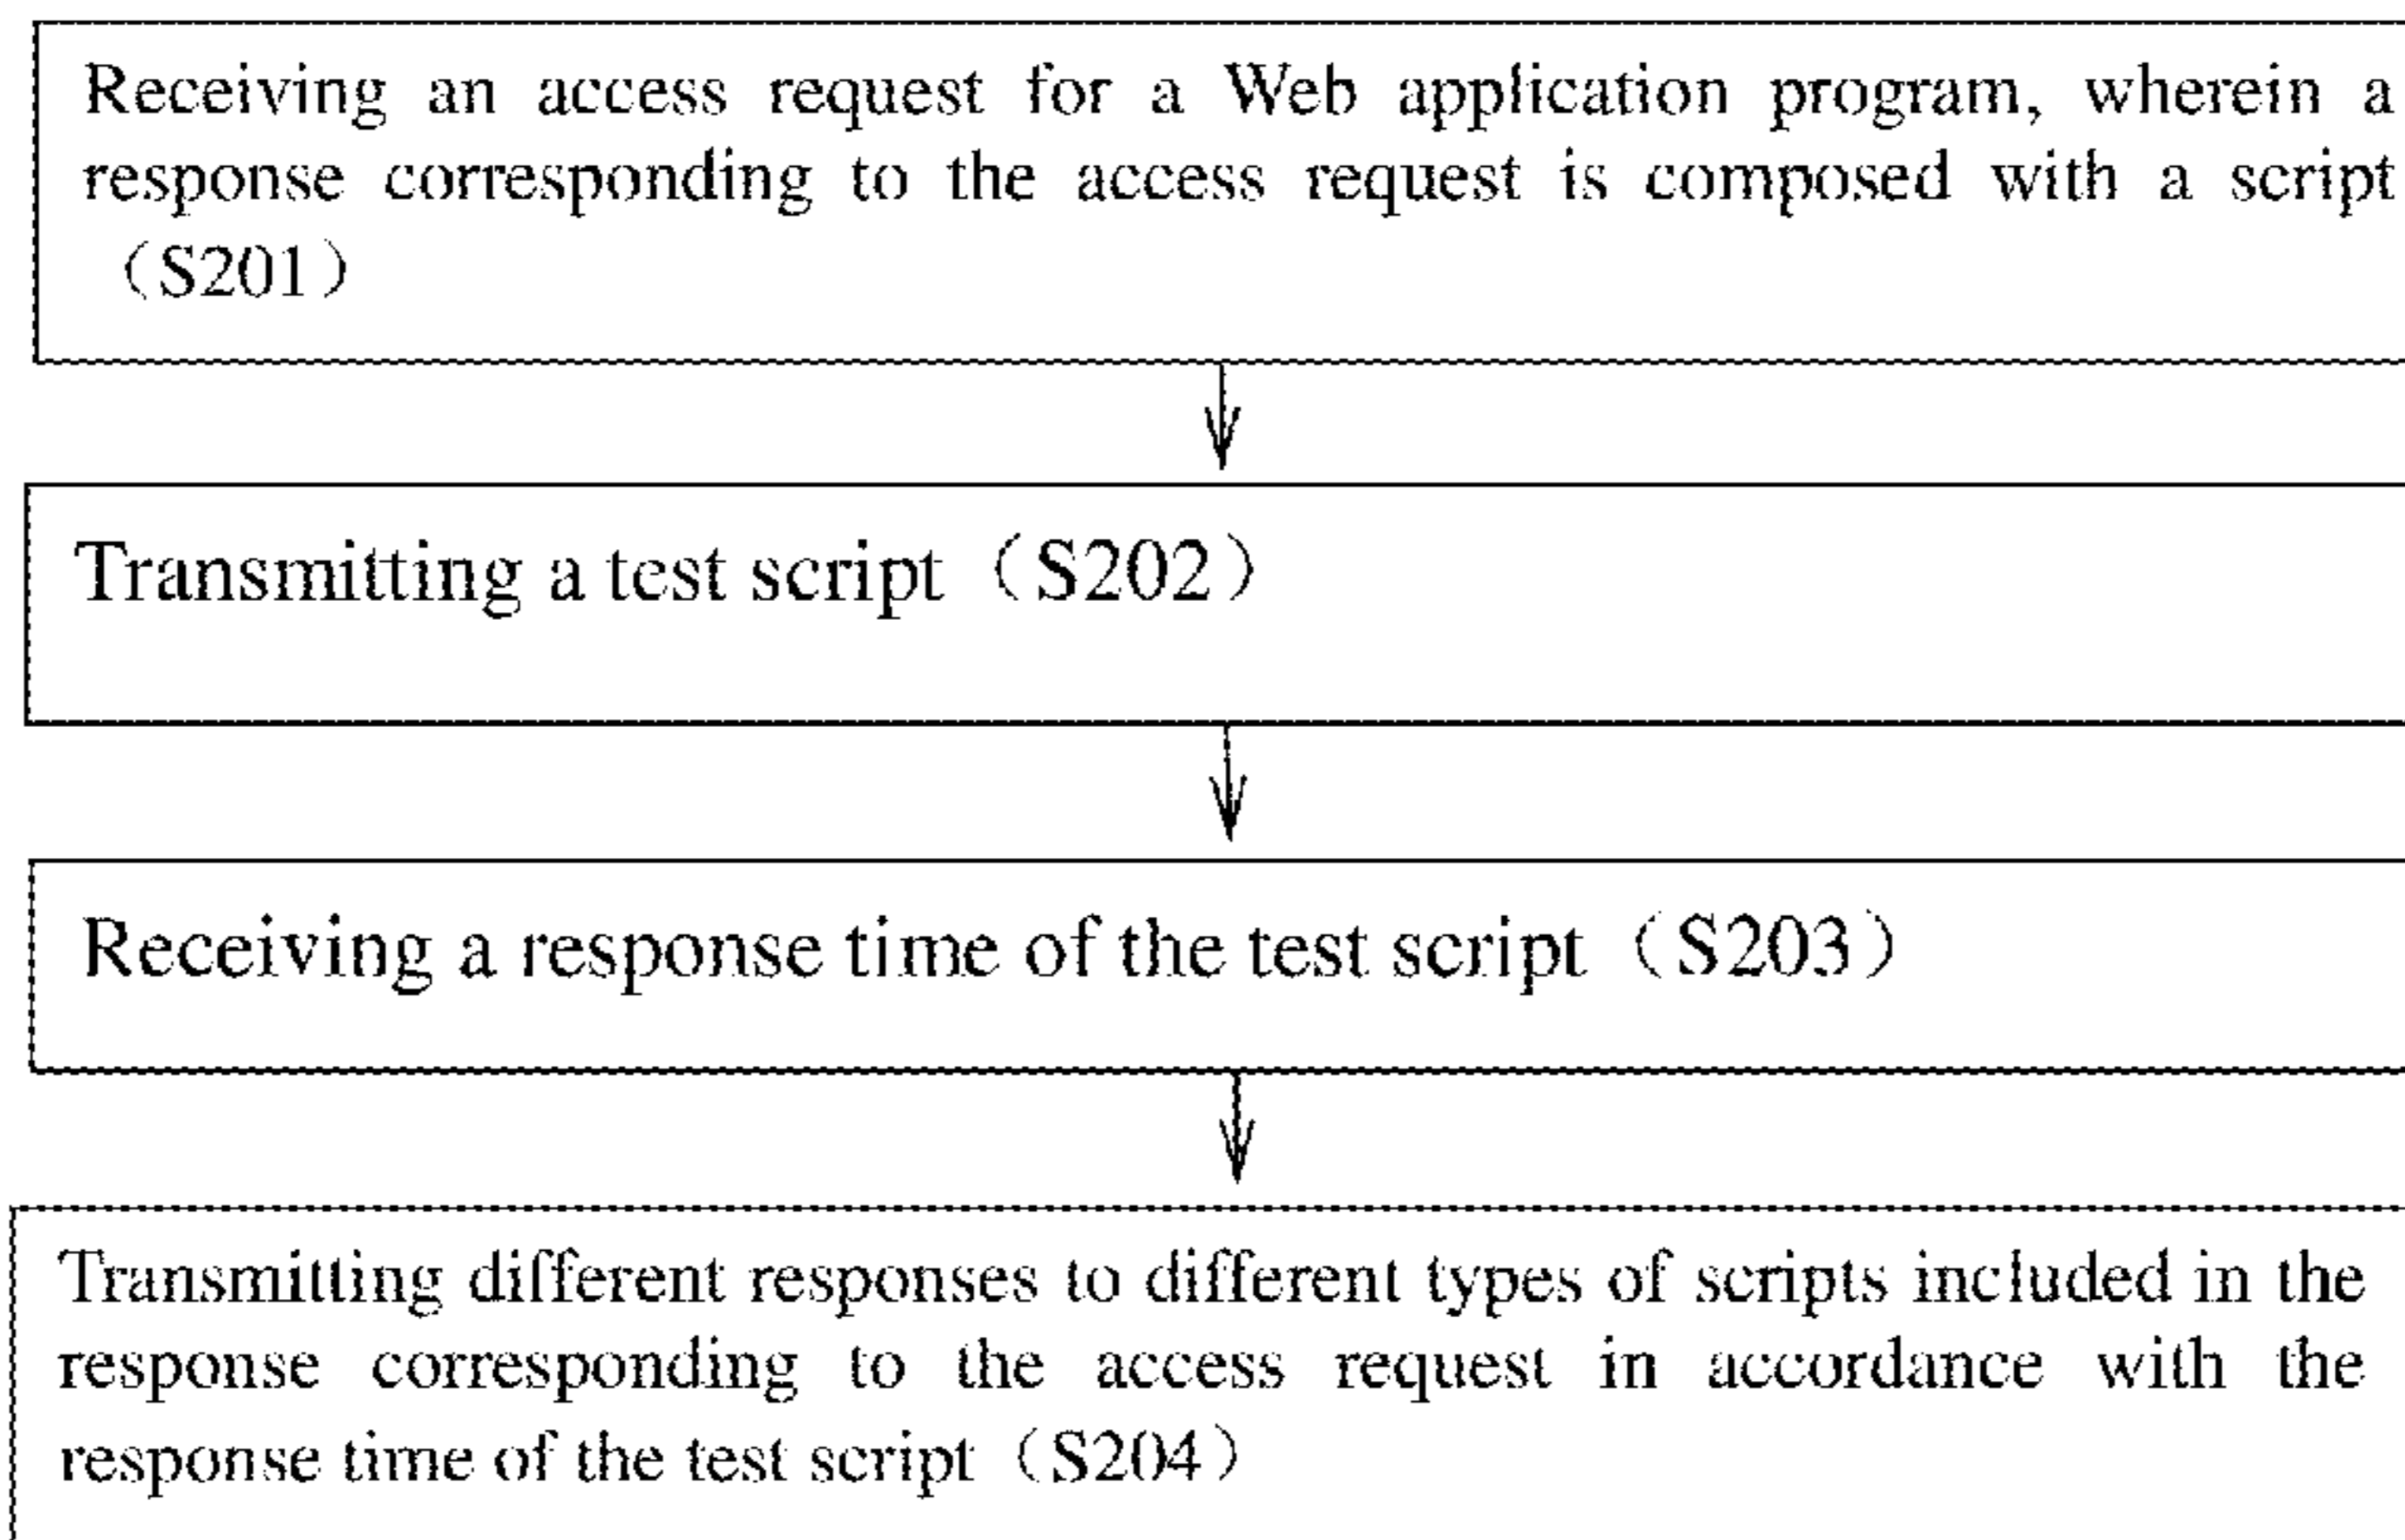 Receiving an access request for a Web application program, wherein a
response corresponding to the access request is composed with a script
（S201）
Transmitting a test script（S202）
Receiving a response time of the test script（S203）
Transmitting different responses to different types of scripts included in the
response corresponding to the access request in accordance with the
response time of the test script（S204）